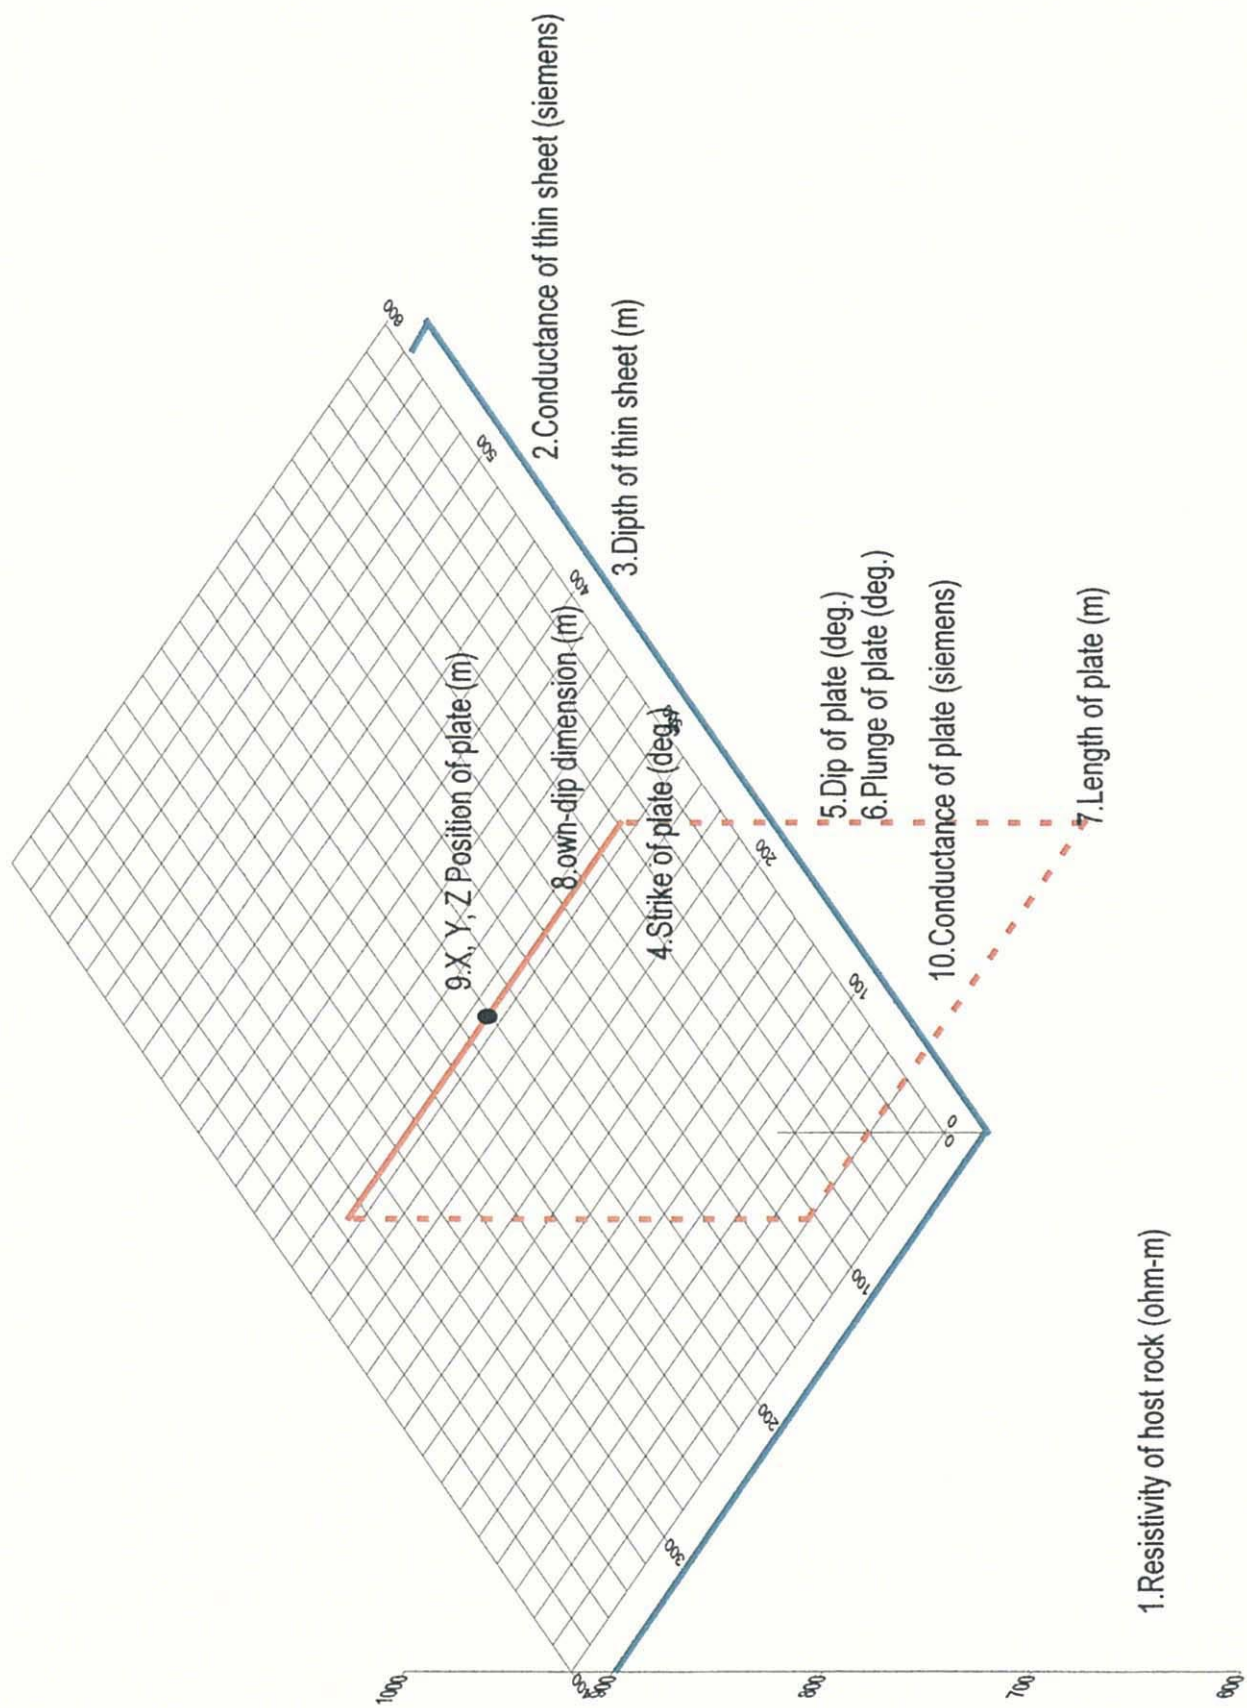 2.Conductance of thin sheet (siemens)
3.Dipth of thin sheet (m)
9.X, Y, Z Position of plate (m)
8.own-dip dimension (m)
4.Strike of plate (deg.)
5.Dip of plate (deg.)
6.Plunge of plate (deg.)
10.Conductance of plate (siemens)
7.Length of plate (m)
1.Resistivity of host rock (ohm-m)
600
500
400
200
100
0
0
100
200
300
400
1000
900
800
700
600